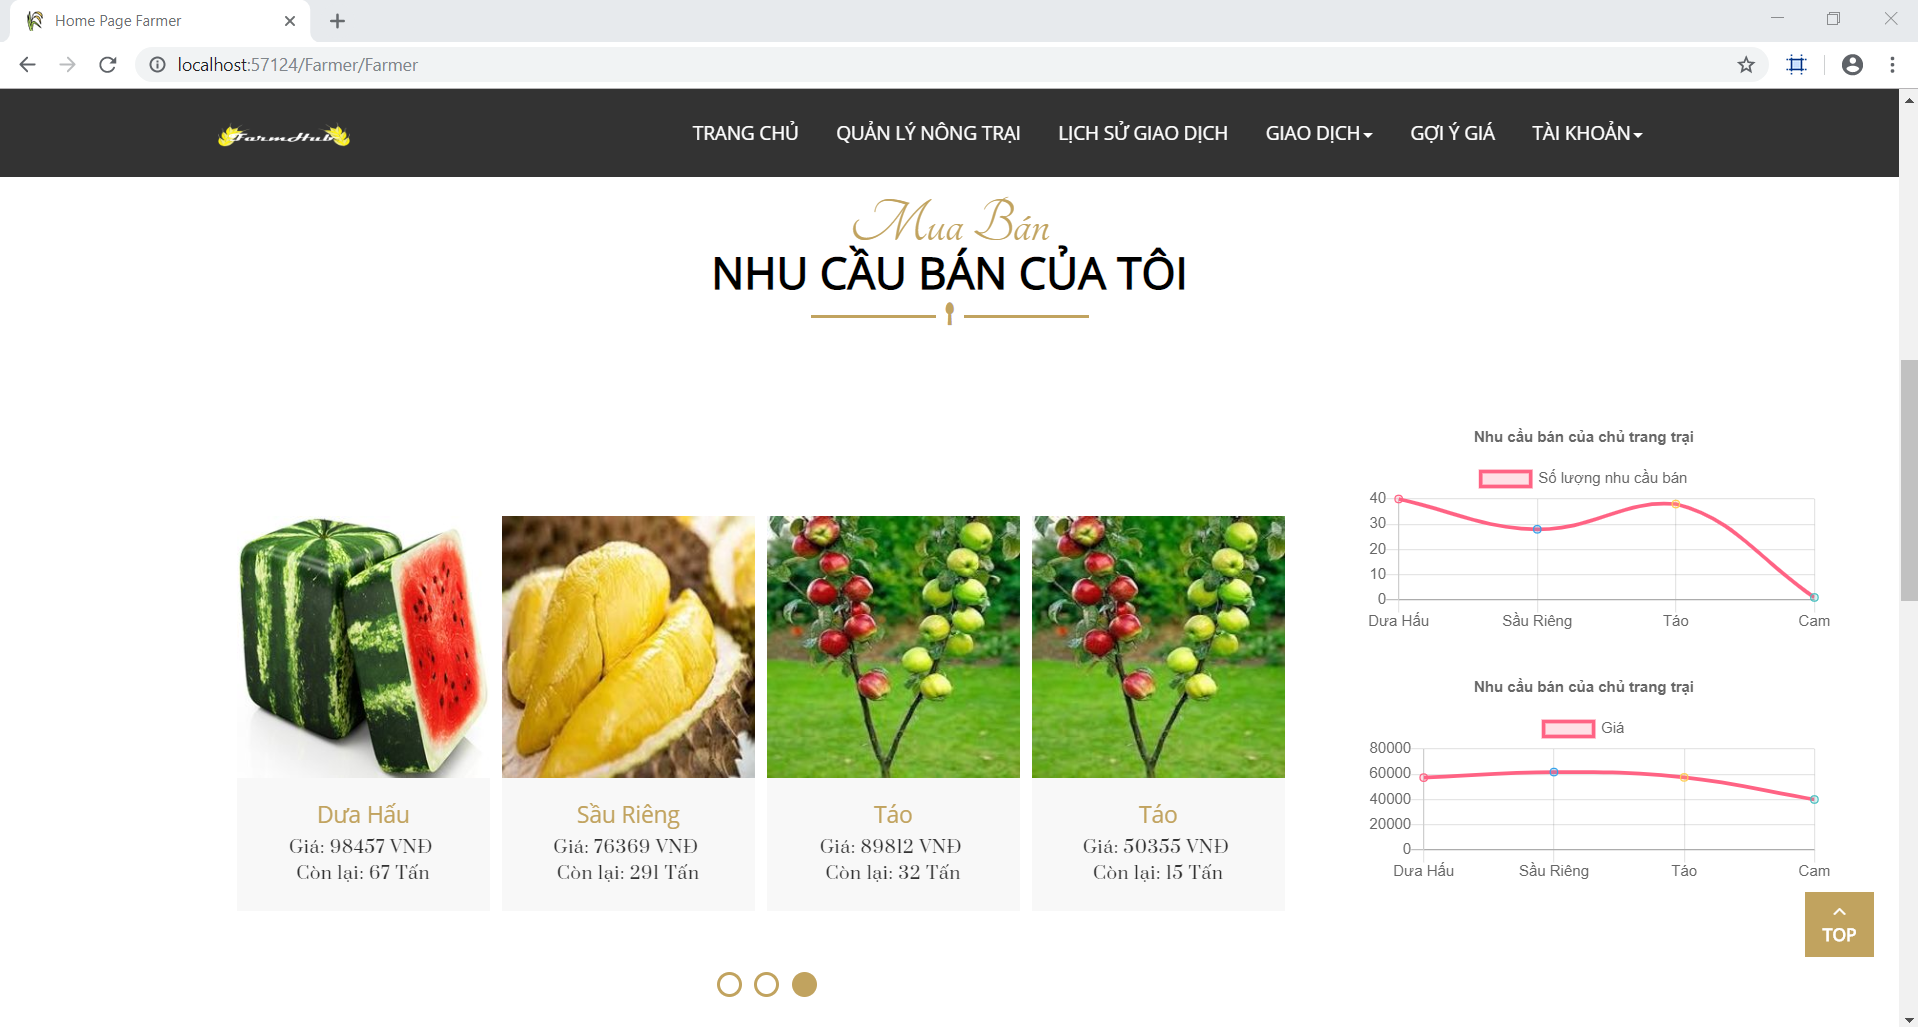 Home Page Farmer
localhost:57124/Farmer/Farmer
FarmHub
TRANG CHỦ QUẢN LÝ NÔNG TRẠI LỊCH SỬ GIAO DỊCH GIAO DỊCH GỢI Ý GIÁ TÀI KHOẢN
Mua Bán
NHU CẦU BÁN CỦA TÔI
Dưa Hấu
Giá: 98457 VNĐ
Còn lại: 67 Tấn
Sầu Riêng
Giá: 76369 VNĐ
Còn lại: 291 Tấn
Táo
Giá: 89812 VNĐ
Còn lại: 32 Tấn
Táo
Giá: 50355 VNĐ
Còn lại: 15 Tấn
Nhu cầu bán của chủ trang trại
Số lượng nhu cầu bán
40
30
20
10
0
Dưa Hấu Sầu Riêng Táo Cam
Nhu cầu bán của chủ trang trại
Giá
80000
60000
40000
20000
0
Dưa Hấu Sầu Riêng Táo Cam
TOP